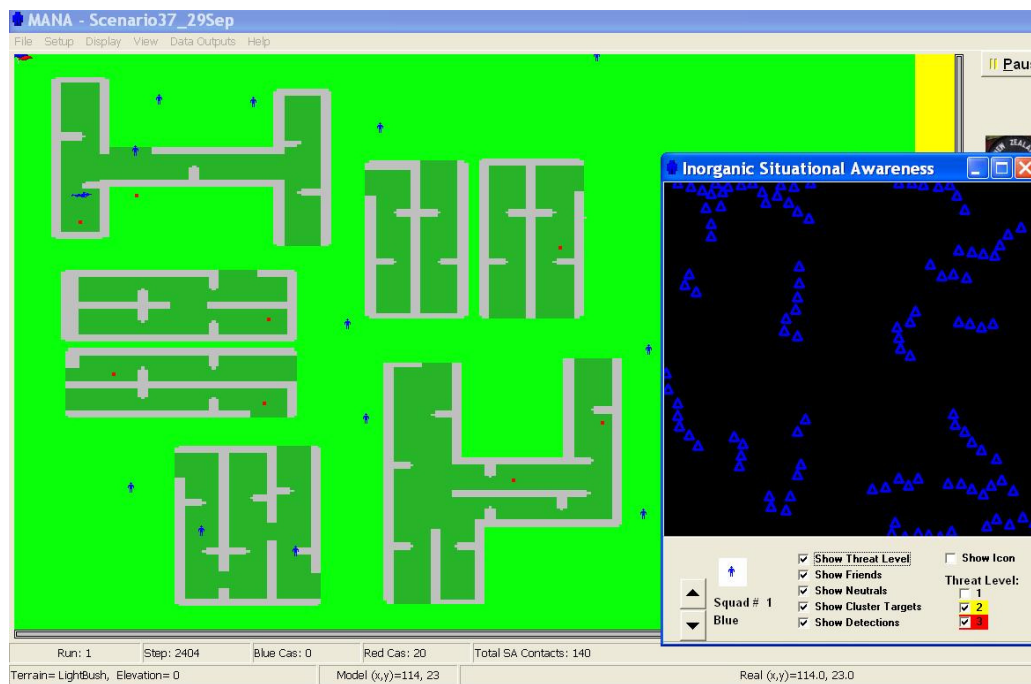 MANA - Scenario37_29Sep
File Setup Display View Data Outputs Help
Paus
Inorganic Situational Awareness
Squad # 1
Blue
Show Threat Level
Show Friends
Show Neutrals
Show Cluster Targets
Show Detections
Show Icon
Threat Level:
1
2
3
Run: 1 Step: 2404 Blue Cas: 0 Red Cas: 20 Total SA Contacts: 140
Terrain= LightBush, Elevation= 0 Model (x,y)=114, 23 Real (x,y)=114.0, 23.0